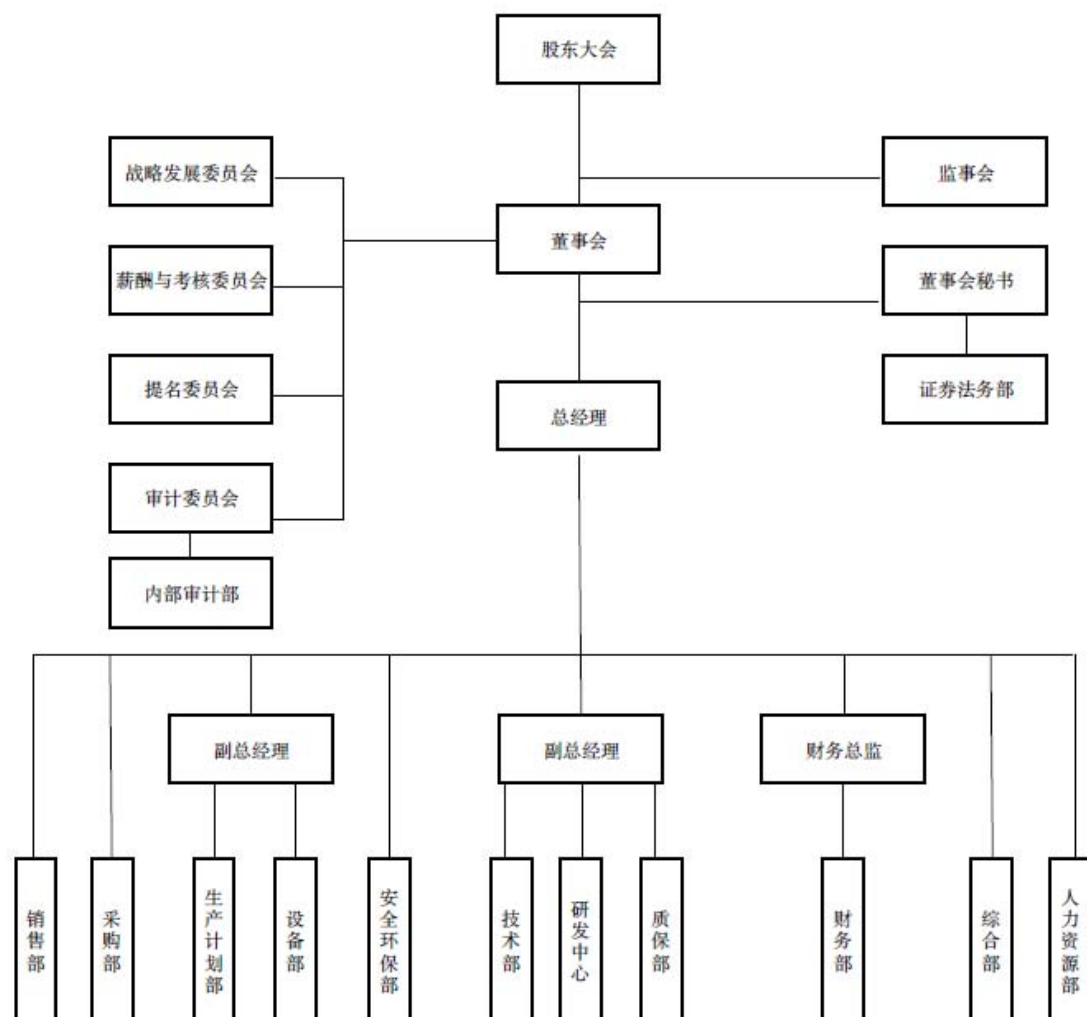 股东大会
战略发展委员会
监事会
董事会
薪酬与考核委员会
董事会秘书
提名委员会
证券法务部
总经理
审计委员会
内部审计部
副总经理
副总经理
财务总监
销售部
采购部
生产计划部
设备部
安全环保部
技术部
研发中心
质保部
财务部
综合部
人力资源部